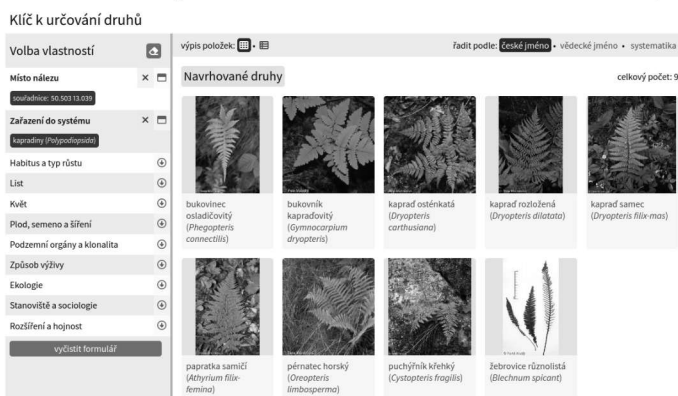 Klíč k určování druhů
Volba vlastností
výpis položek:
•
řadit podle: české jméno • vědecké jméno • systematika
Místo nálezu
souřadnice: 50.503 13.039
Zařazení do systému
kapradiny (Polypodiopsida)
Habitus a typ růstu
List
Květ
Plod, semeno a šíření
Podzemní orgány a klonalita
Způsob výživy
Ekologie
Stanoviště a sociologie
Rozšíření a hojnost
vyčistit formulář
Navrhované druhy
celkový počet: 9
bukovinec
osladičovitý
(Phegopteris
connectilis)
bukovník
kapraďovitý
(Gymnocarpium
dryopteris)
kapraď osténkatá
(Dryopteris
carthusiana)
kapraď rozložená
(Dryopteris dilatata)
kapraď samec
(Dryopteris filix-mas)
papratka samičí
(Athyrium filix-
femina)
pérnatec horský
(Oreopteris
limbosperma)
puchýřník křehký
(Cystopteris fragilis)
žebrovice různolistá
(Blechnum spicant)